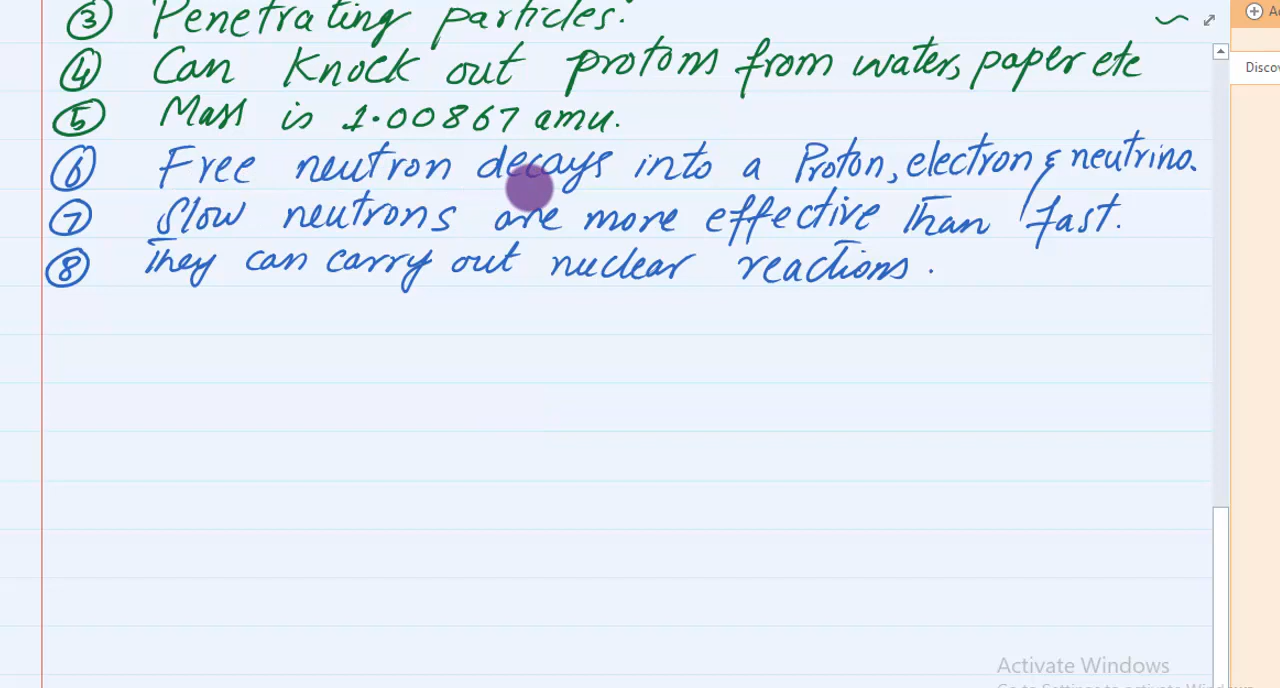 ③ Penetrating particles.
④ Can Knock out protons from water, paper etc
⑤ Mass is 1.00867 amu.
⑥ Free neutron decays into a Proton, electron & neutrino.
⑦ Slow neutrons are more effective Than fast.
⑧ They can carry out nuclear reactions.
Discov
Activate Windows